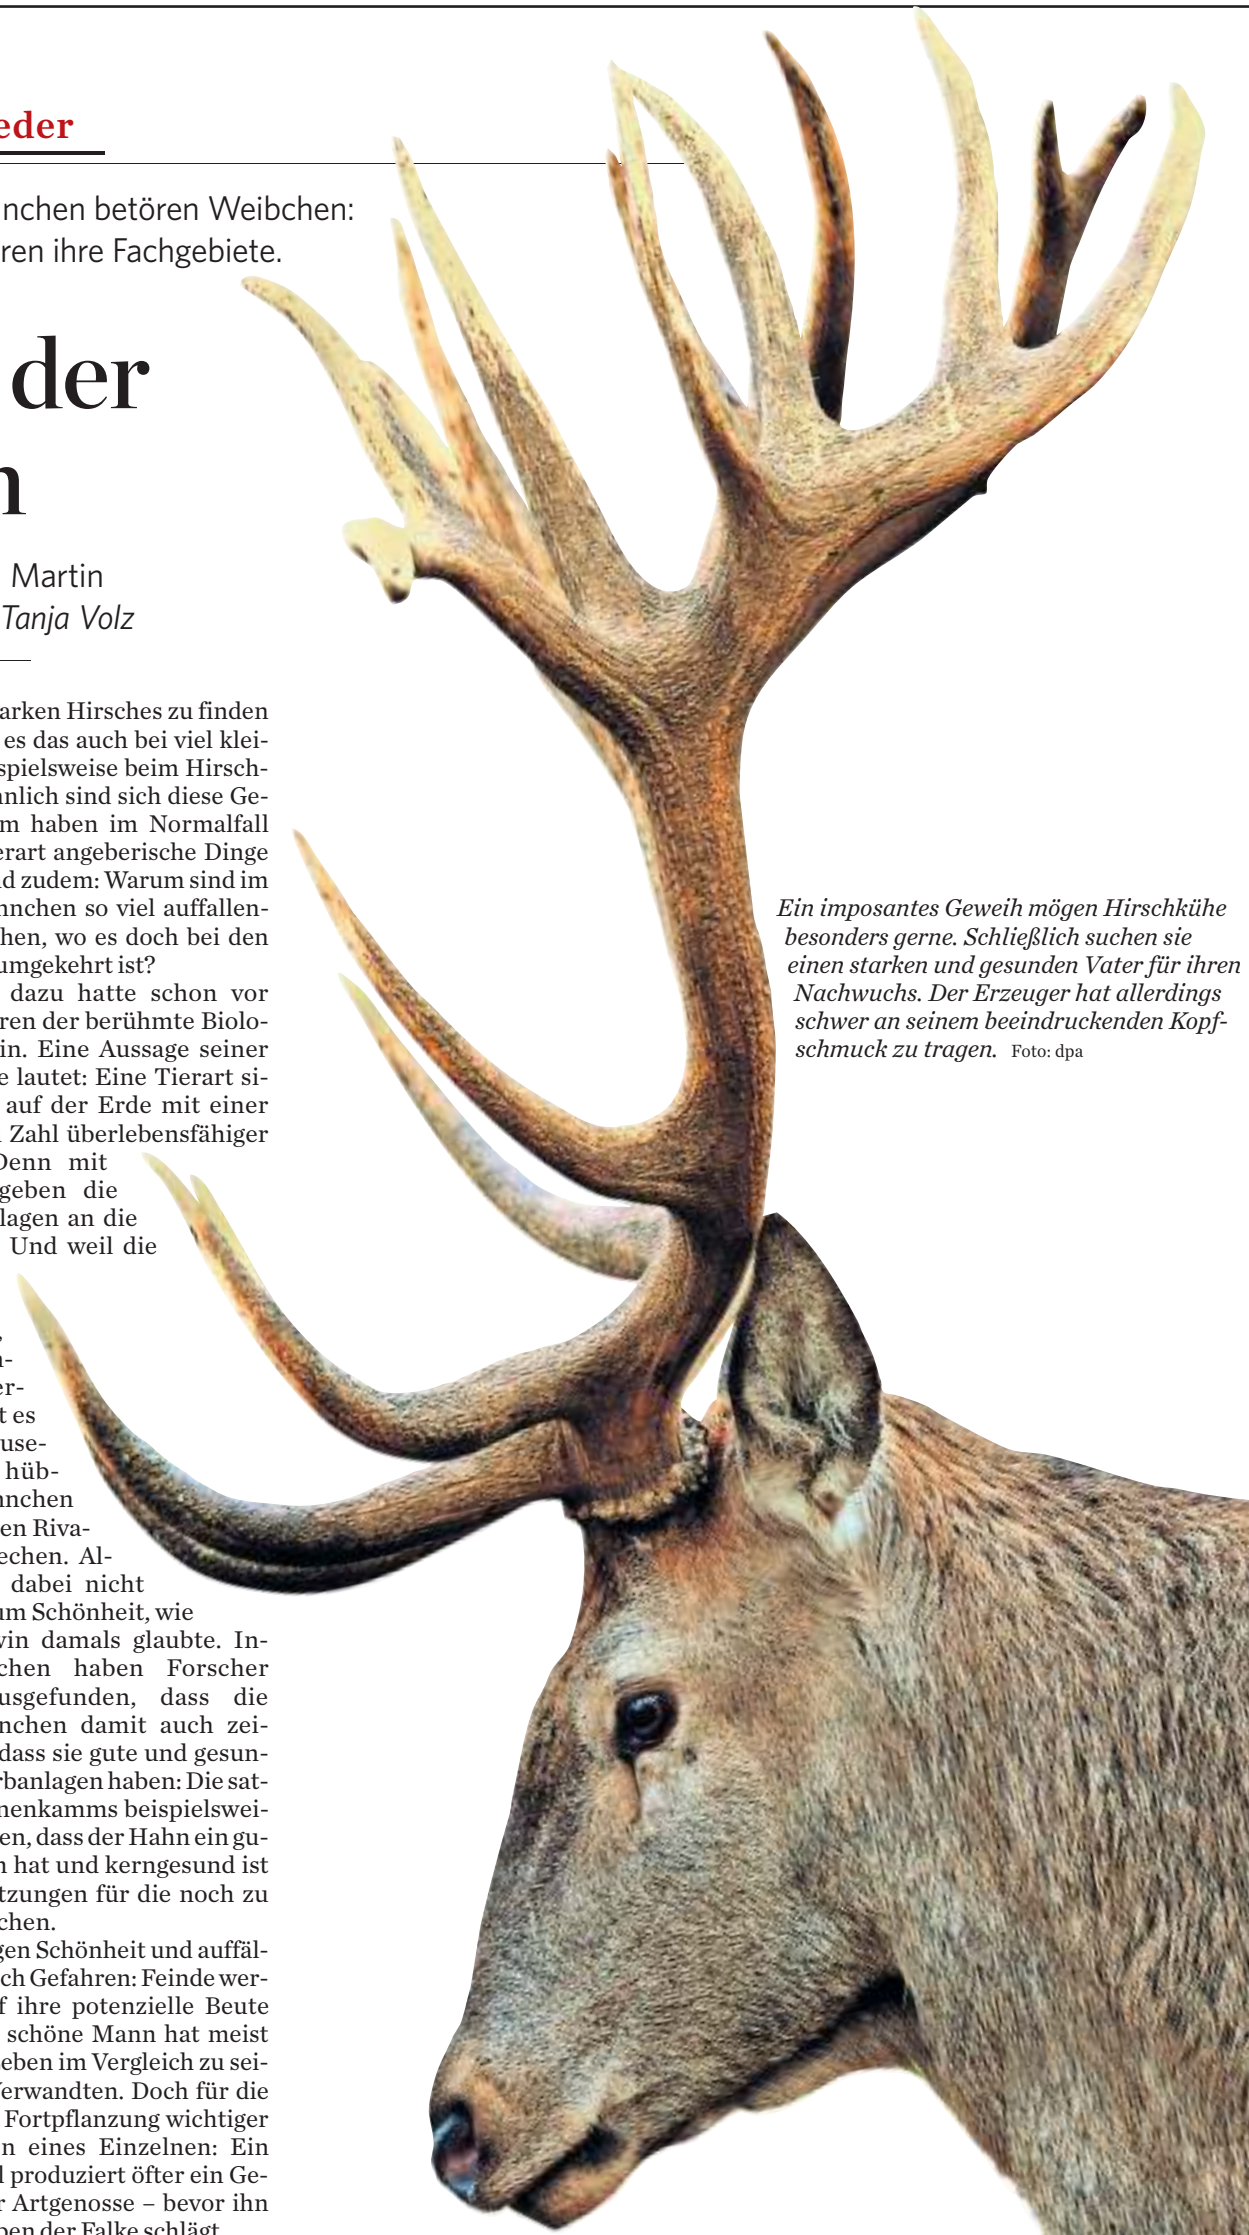 eder
nchen betören Weibchen:
ren ihre Fachgebiete.
der
n
Martin
Tanja Volz
arken Hirsches zu finden
es das auch bei viel klei-
spielsweise beim Hirsch-
nnlich sind sich diese Ge-
m haben im Normalfall
erart angeberische Dinge
d zudem: Warum sind im
nnchen so viel auffallen-
hen, wo es doch bei den
umgekehrt ist?
dazu hatte schon vor
ren der berühmte Biolo-
in. Eine Aussage seiner
e lautet: Eine Tierart si-
auf der Erde mit einer
Zahl überlebensfähiger
Denn mit
geben die
lagen an die
Und weil die
n-
er-
t es
use-
hüb-
nnchen
en Riva-
echen. Al-
dabei nicht
um Schönheit, wie
win damals glaubte. In-
chen haben Forscher
usgefunden, dass die
nchen damit auch zei-
dass sie gute und gesun-
rbanlagen haben: Die sat-
nenkamms beispielswei-
en, dass der Hahn ein gu-
n hat und kerngesund ist
tzungen für die noch zu
chen.
gen Schönheit und auffäl-
ch Gefahren: Feinde wer-
f ihre potenzielle Beute
schöne Mann hat meist
Leben im Vergleich zu sei-
Verwandten. Doch für die
Fortpflanzung wichtiger
n eines Einzelnen: Ein
l produziert öfter ein Ge-
r Artgenosse – bevor ihn
ben der Falke schlägt.
Ein imposantes Geweih mögen Hirschkühe
besonders gerne. Schließlich suchen sie
einen starken und gesunden Vater für ihren
Nachwuchs. Der Erzeuger hat allerdings
schwer an seinem beeindruckenden Kopf-
schmuck zu tragen. Foto: dpa